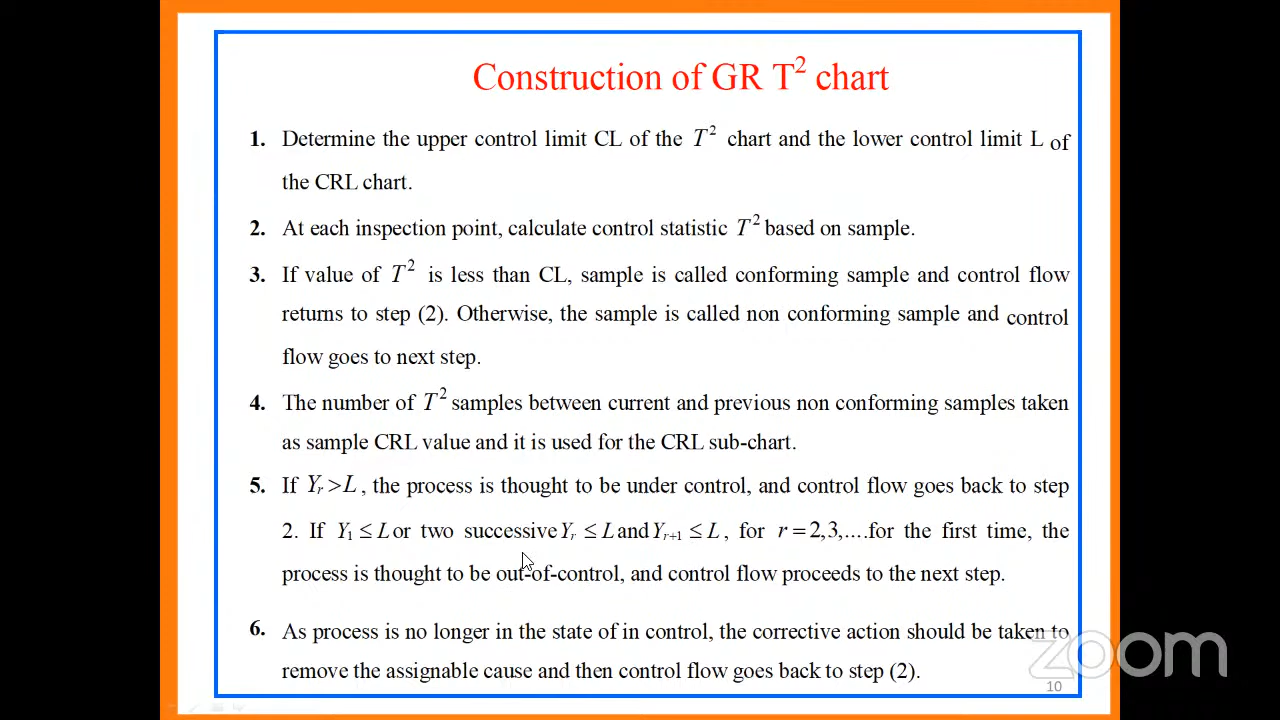 Construction of GR T² chart
1. Determine the upper control limit CL of the T² chart and the lower control limit L of
the CRL chart.
2. At each inspection point, calculate control statistic T² based on sample.
3. If value of T² is less than CL, sample is called conforming sample and control flow
returns to step (2). Otherwise, the sample is called non conforming sample and control
flow goes to next step.
4. The number of T² samples between current and previous non conforming samples taken
as sample CRL value and it is used for the CRL sub-chart.
5. If Yᵣ > L, the process is thought to be under control, and control flow goes back to step
2. If Y₁ ≤ L or two successive Yᵣ ≤ L and Yᵣ₊₁ ≤ L, for r = 2,3,....for the first time, the
process is thought to be out-of-control, and control flow proceeds to the next step.
6. As process is no longer in the state of in control, the corrective action should be taken to
remove the assignable cause and then control flow goes back to step (2).
zoom
10